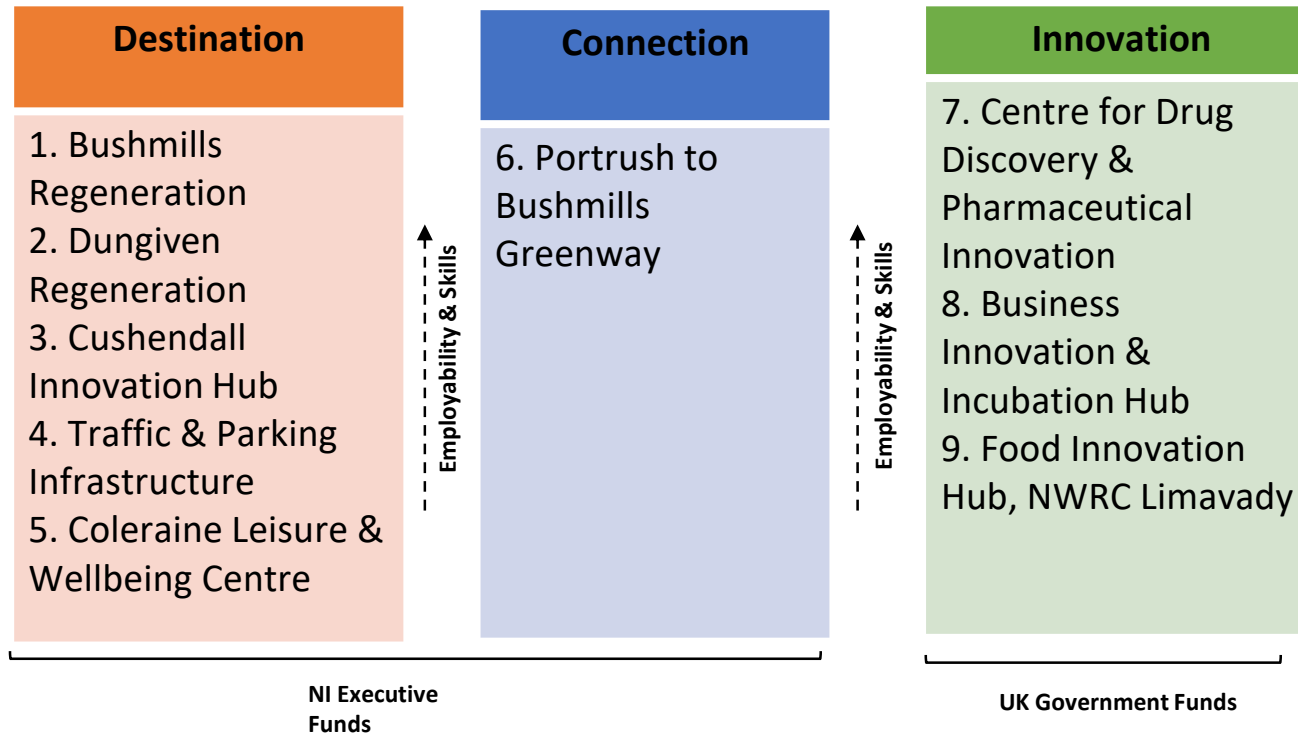 Destination
1. Bushmills
Regeneration
2. Dungiven
Regeneration
3. Cushendall
Innovation Hub
4. Traffic & Parking
Infrastructure
5. Coleraine Leisure &
Wellbeing Centre
Employability & Skills
Connection
6. Portrush to
Bushmills
Greenway
Employability & Skills
Innovation
7. Centre for Drug
Discovery &
Pharmaceutical
Innovation
8. Business
Innovation &
Incubation Hub
9. Food Innovation
Hub, NWRC Limavady
NI Executive
Funds
UK Government Funds